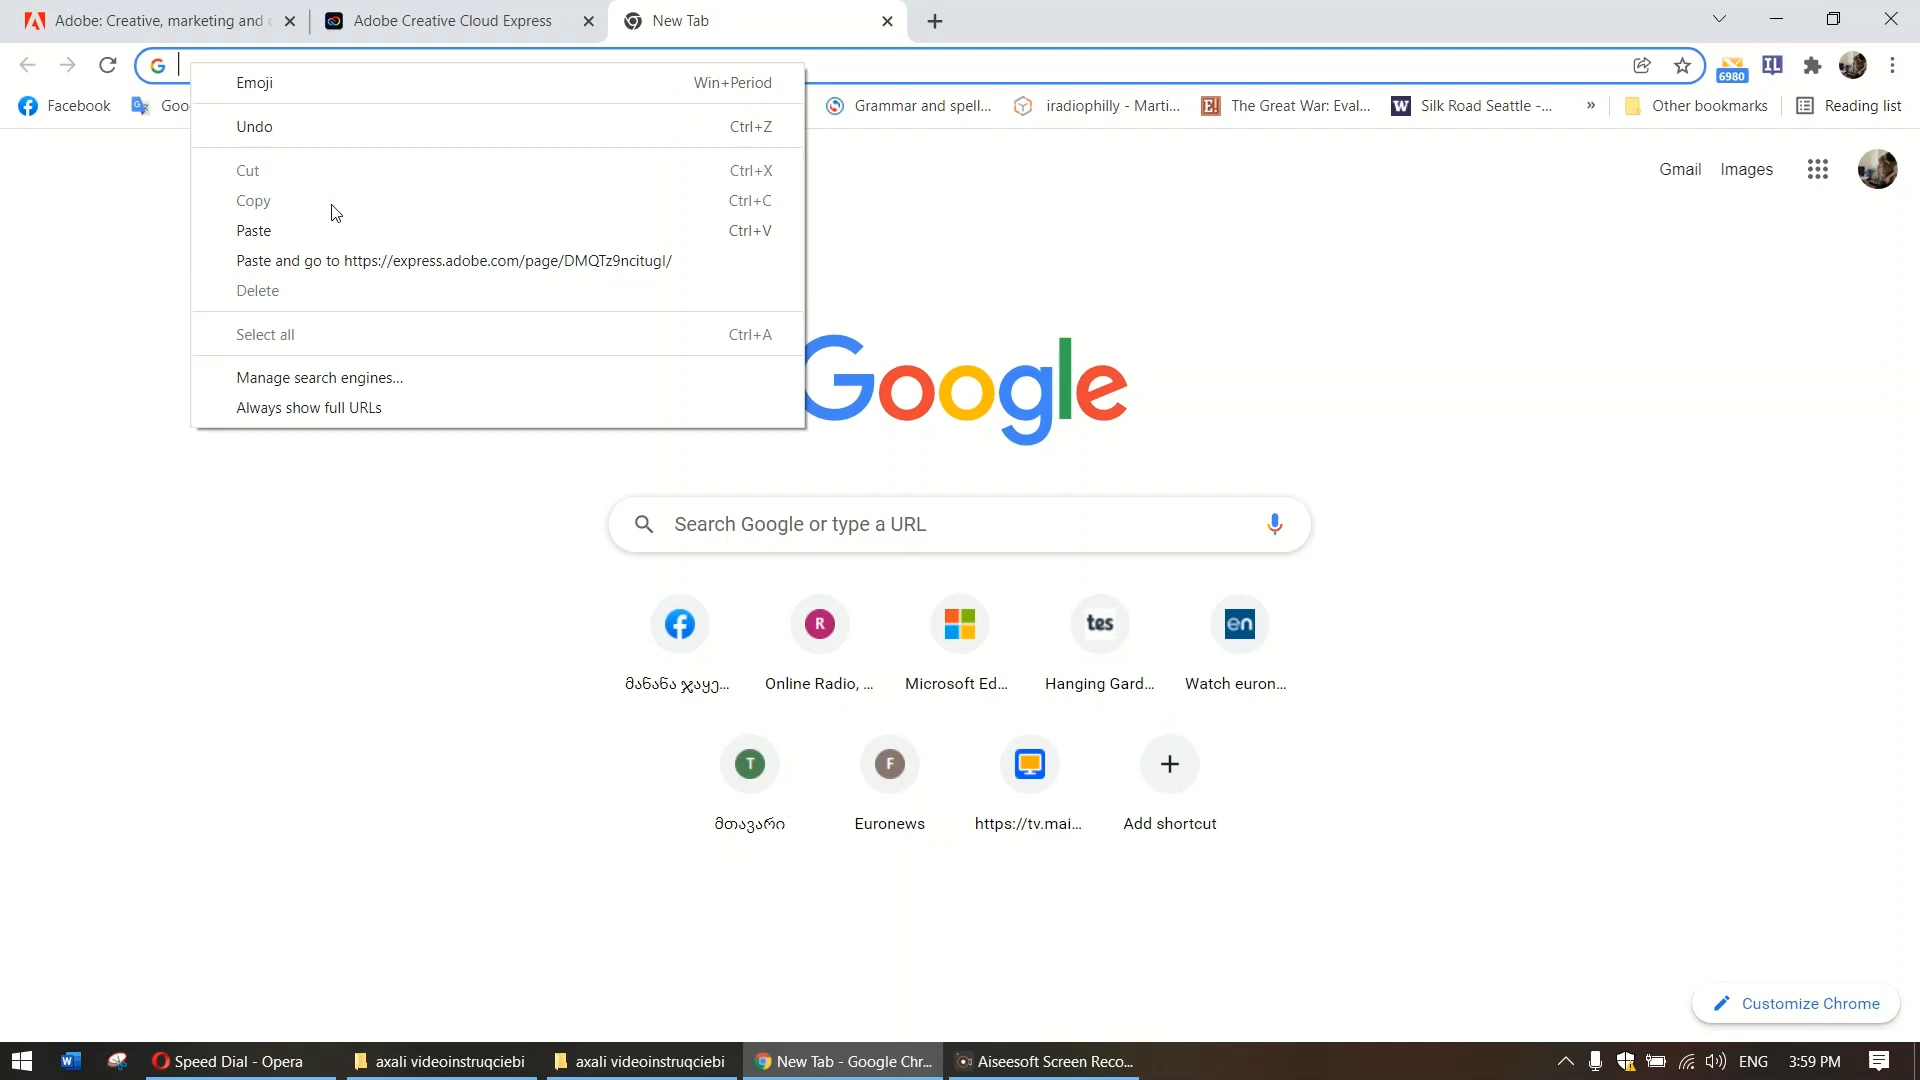 Adobe: Creative, marketing and
Adobe Creative Cloud Express
New Tab
6980
IL
Facebook
Goo
Grammar and spell...
iradiophilly - Marti...
E!
The Great War: Eval...
W
Silk Road Seattle -...
»
Other bookmarks
Reading list
Emoji Win+Period
Undo Ctrl+Z
Cut Ctrl+X
Copy Ctrl+C
Paste Ctrl+V
Paste and go to https://express.adobe.com/page/DMQTz9ncitugI/
Delete
Select all Ctrl+A
Manage search engines...
Always show full URLs
Gmail Images
Google
Search Google or type a URL
R
tes
en
მანანა ჯაყე...
Online Radio, ...
Microsoft Ed...
Hanging Gard...
Watch euron...
T
F
მთავარი
Euronews
https://tv.mai...
Add shortcut
Customize Chrome
Speed Dial - Opera
axali videoinstruqciebi
axali videoinstruqciebi
New Tab - Google Chr...
Aiseesoft Screen Reco...
ENG
3:59 PM